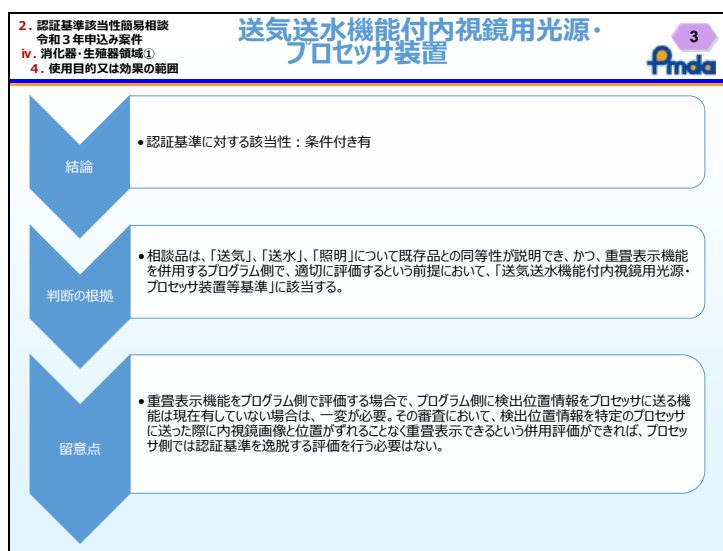 2．認証基準該当性簡易相談
令和３年申込み案件
ⅳ．消化器・生殖器領域①
４．使用目的又は効果の範囲
送気送水機能付内視鏡用光源・
プロセッサ装置
3
Pmda
結論
•認証基準に対する該当性：条件付き有
判断の根拠
•相談品は、「送気」、「送水」、「照明」について既存品との同等性が説明でき、かつ、重畳表示機能
を併用するプログラム側で、適切に評価するという前提において、「送気送水機能付内視鏡用光源・
プロセッサ装置等基準」に該当する。
留意点
•重畳表示機能をプログラム側で評価する場合で、プログラム側に検出位置情報をプロセッサに送る機
能は現在有していない場合は、一変が必要。その審査において、検出位置情報を特定のプロセッサ
に送った際に内視鏡画像と位置がずれることなく重畳表示できるという併用評価ができれば、プロセッ
サ側では認証基準を逸脱する評価を行う必要はない。